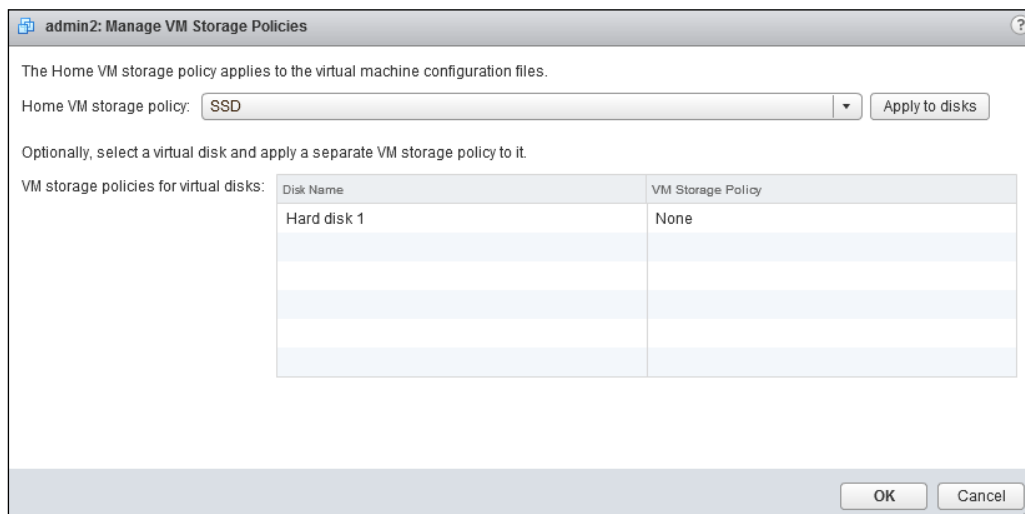 admin2: Manage VM Storage Policies ?
The Home VM storage policy applies to the virtual machine configuration files.
Home VM storage policy: SSD Apply to disks
Optionally, select a virtual disk and apply a separate VM storage policy to it.
VM storage policies for virtual disks: Disk Name VM Storage Policy
Hard disk 1 None
OK Cancel